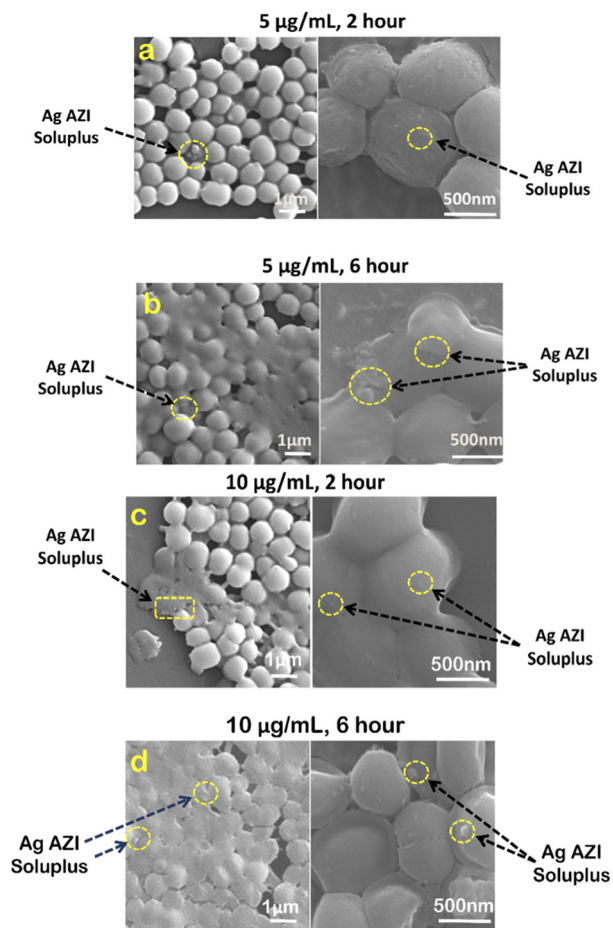 5 µg/mL, 2 hour
a
Ag AZI
Soluplus
1µm
500nm
Ag AZI
Soluplus
5 µg/mL, 6 hour
b
Ag AZI
Soluplus
1µm
500nm
Ag AZI
Soluplus
10 µg/mL, 2 hour
c
Ag AZI
Soluplus
1µm
500nm
Ag AZI
Soluplus
10 µg/mL, 6 hour
d
Ag AZI
Soluplus
1µm
500nm
Ag AZI
Soluplus